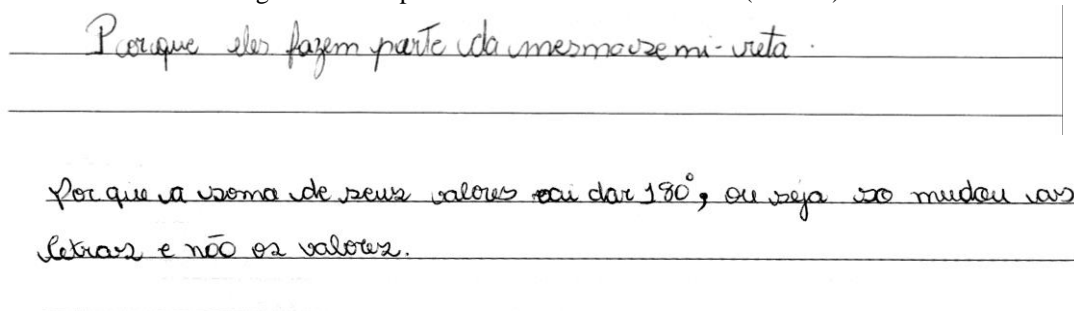 Porque eles fazem parte da mesma semi-reta.
Por que a soma de seus valores vai dar 180°, ou seja so mudou as
letras e não os valores.